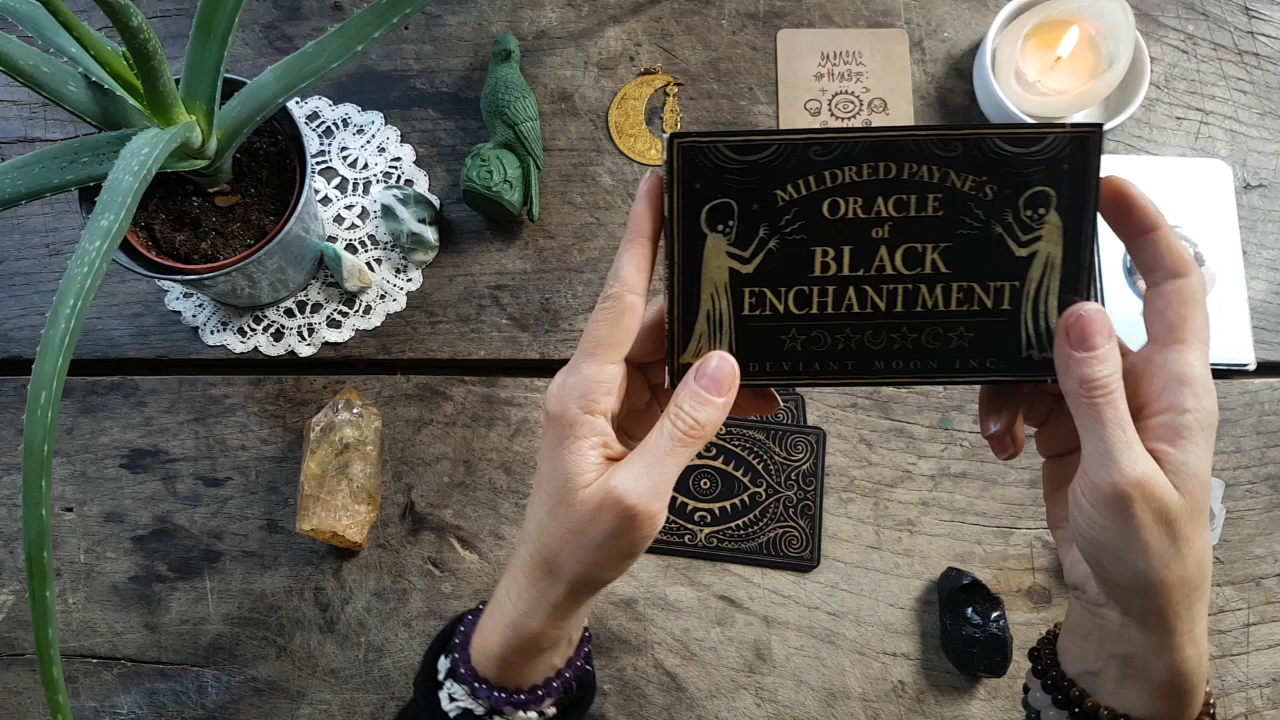 MILDRED PAYNE'S
ORACLE
of
BLACK
ENCHANTMENT
DEVIANT MOON INC.